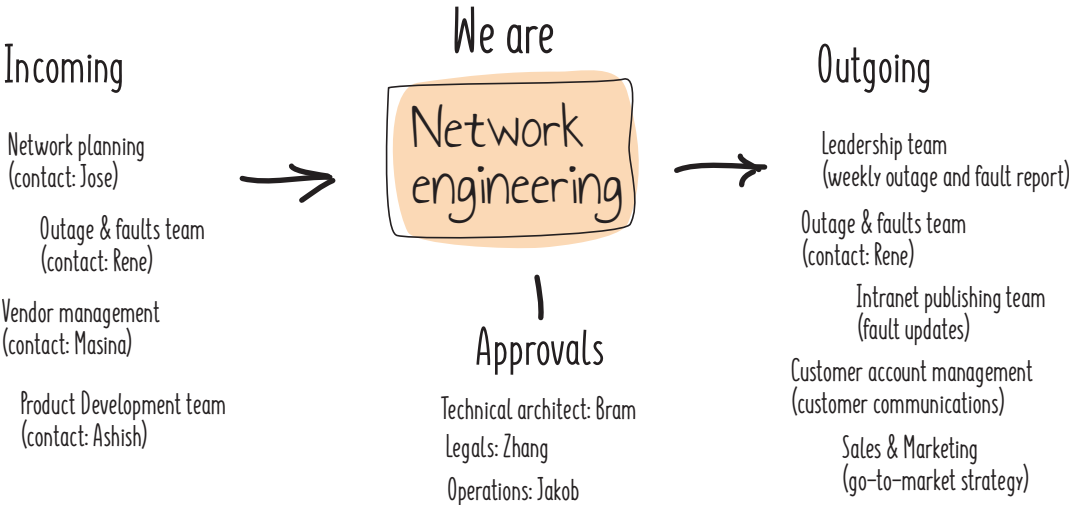 We are
Network
engineering
Incoming
Network planning
(contact: Jose)
Outage & faults team
(contact: Rene)
Vendor management
(contact: Masina)
Product Development team
(contact: Ashish)
Approvals
Technical architect: Bram
Legals: Zhang
Operations: Jakob
Outgoing
Leadership team
(weekly outage and fault report)
Outage & faults team
(contact: Rene)
Intranet publishing team
(fault updates)
Customer account management
(customer communications)
Sales & Marketing
(go-to-market strategy)